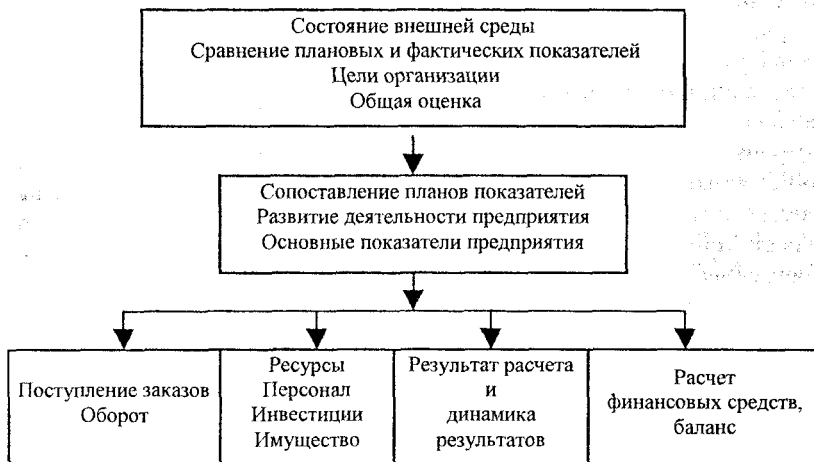 Состояние внешней среды
Сравнение плановых и фактических показателей
Цели организации
Общая оценка
Сопоставление планов показателей
Развитие деятельности предприятия
Основные показатели предприятия
Поступление заказов
Оборот
Ресурсы
Персонал
Инвестиции
Имущество
Результат расчета
и
динамика
результатов
Расчет
финансовых средств,
баланс